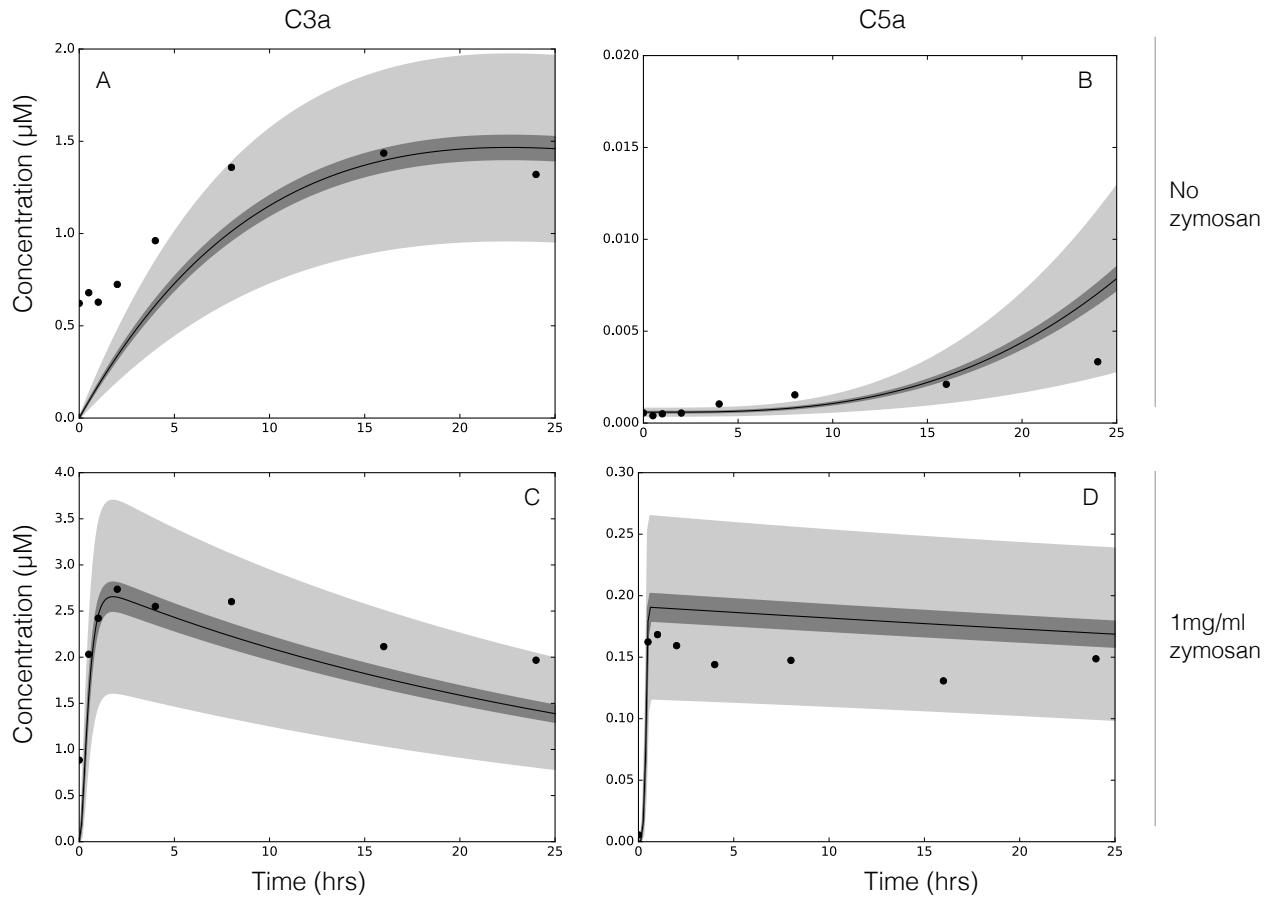 C3a
C5a
Concentration (µM)
2.0
1.5
1.0
0.5
0.0
A
0 5 10 15 20 25
0.020
0.015
0.010
0.005
0.000
B
0 5 10 15 20 25
No
zymosan
Concentration (µM)
4.0
3.5
3.0
2.5
2.0
1.5
1.0
0.5
0.0
C
0 5 10 15 20 25
Time (hrs)
0.30
0.25
0.20
0.15
0.10
0.05
0.00
D
0 5 10 15 20 25
Time (hrs)
1mg/ml
zymosan